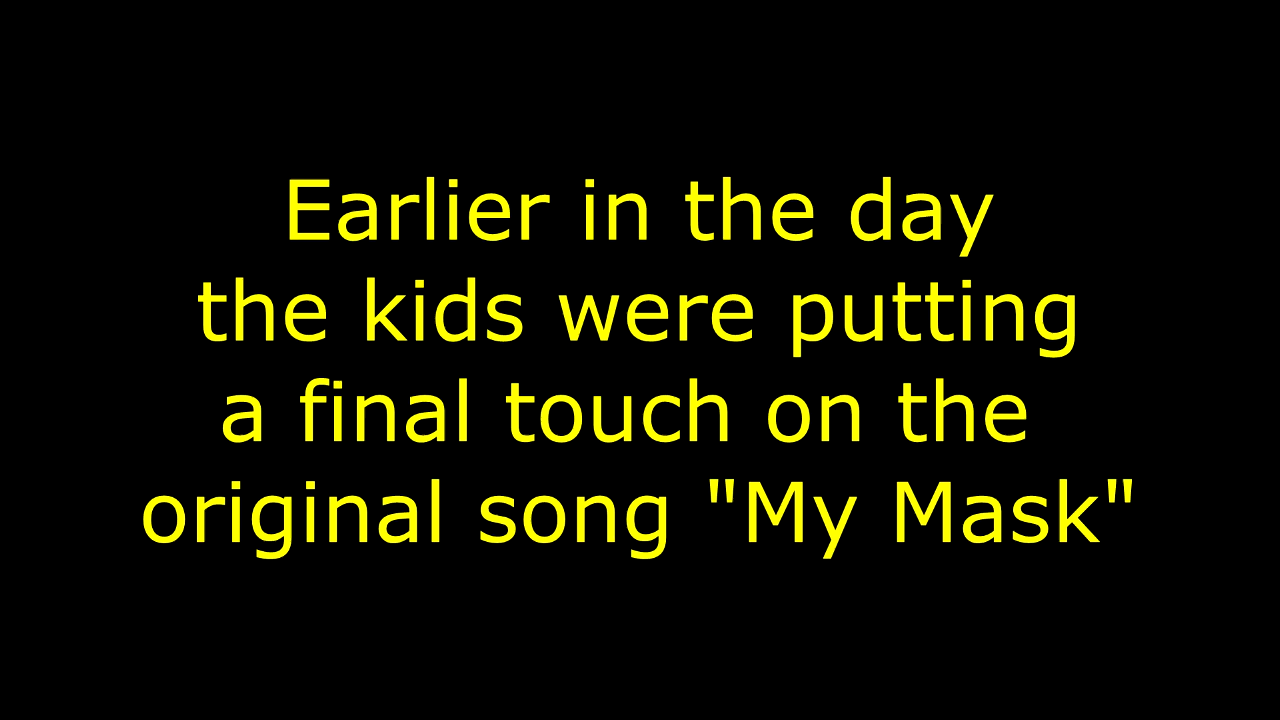 Earlier in the day
the kids were putting
a final touch on the
original song "My Mask"